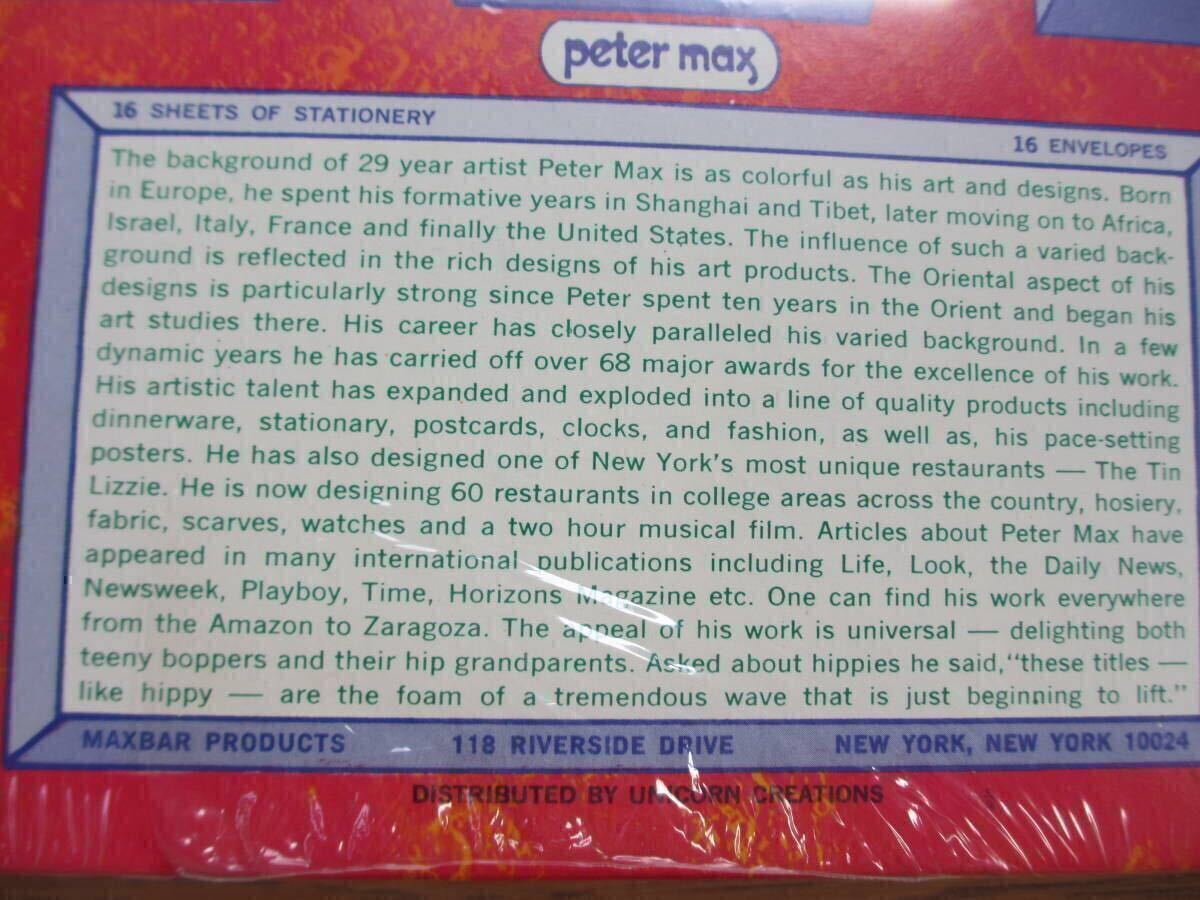 peter max
16 SHEETS OF STATIONERY
16 ENVELOPES
The background of 29 year artist Peter Max is as colorful as his art and designs. Born
in Europe, he spent his formative years in Shanghai and Tibet, later moving on to Africa,
Israel, Italy, France and finally the United States. The influence of such a varied back-
ground is reflected in the rich designs of his art products. The Oriental aspect of his
designs is particularly strong since Peter spent ten years in the Orient and began his
art studies there. His career has closely paralleled his varied background. In a few
dynamic years he has carried off over 68 major awards for the excellence of his work.
His artistic talent has expanded and exploded into a line of quality products including
dinnerware, stationary, postcards, clocks, and fashion, as well as, his pace-setting
posters. He has also designed one of New York's most unique restaurants — The Tin
Lizzie. He is now designing 60 restaurants in college areas across the country, hosiery,
fabric, scarves, watches and a two hour musical film. Articles about Peter Max have
appeared in many international publications including Life, Look, the Daily News,
Newsweek, Playboy, Time, Horizons Magazine etc. One can find his work everywhere
from the Amazon to Zaragoza. The appeal of his work is universal — delighting both
teeny boppers and their hip grandparents. Asked about hippies he said,"these titles —
like hippy — are the foam of a tremendous wave that is just beginning to lift."
MAXBAR PRODUCTS 118 RIVERSIDE DRIVE NEW YORK, NEW YORK 10024
DISTRIBUTED BY UNICORN CREATIONS